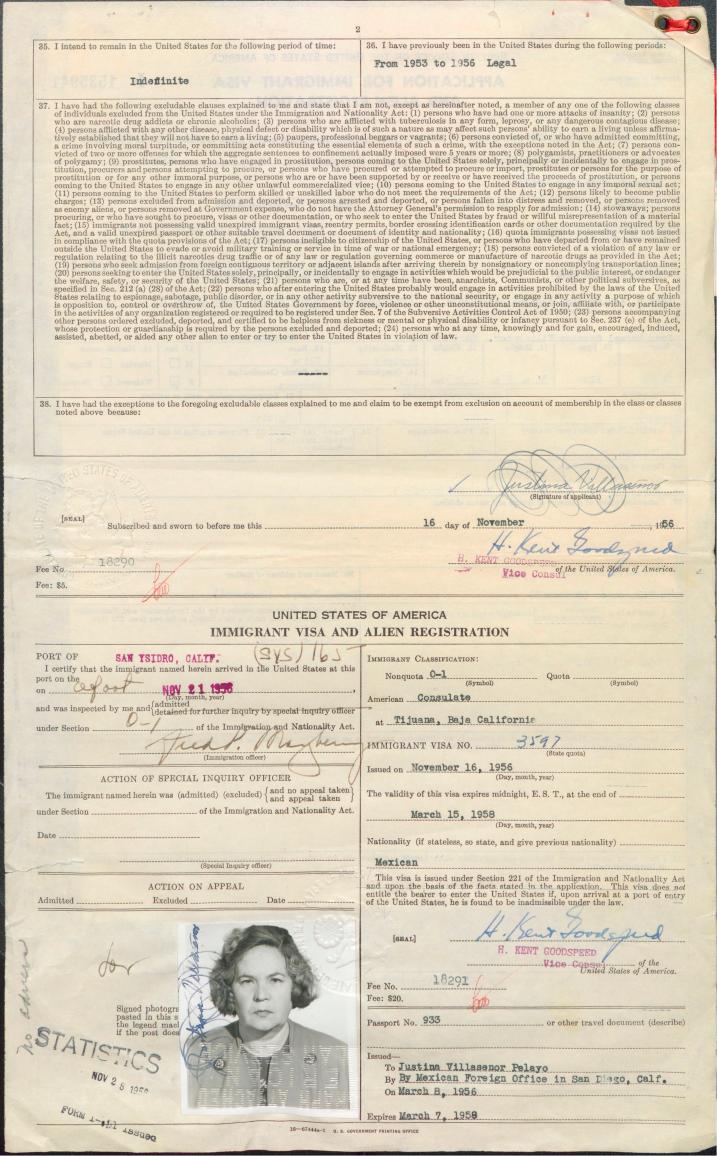 2
35. I intend to remain in the United States for the following period of time:
Indefinite
36. I have previously been in the United States during the following periods:
From 1953 to 1956 Legal
37. I have had the following excludable clauses explained to me and state that I am not, except as hereinafter noted, a member of any one of the following classes
of individuals excluded from the United States under the Immigration and Nationality Act: (1) persons who have had one or more attacks of insanity; (2) persons
who are narcotic drug addicts or chronic alcoholics; (3) persons who are afflicted with tuberculosis in any form, leprosy, or any dangerous contagious disease;
(4) persons afflicted with any other disease, physical defect or disability which is of such nature as may affect such persons' ability to earn a living unless affirma-
tively established that they will not have to earn a living; (5) paupers, professional beggars or vagrants; (6) persons convicted of, or who have admitted committing,
a crime involving moral turpitude, or committing acts constituting the essential elements of such a crime, with the exceptions noted in the Act; (7) persons con-
victed of two or more offenses for which the aggregate sentences to confinement actually imposed were 5 years or more; (8) polygamists, practitioners or advocates
of polygamy; (9) prostitutes, persons who have engaged in prostitution, persons coming to the United States solely, principally or incidentally to engage in pros-
titution, procurers and persons attempting to procure, or who have procured or attempted to procure or import, prostitutes or persons for the purpose of
prostitution or for any other immoral purpose, or persons who are or have been supported by or receive or have received the proceeds of prostitution, or persons
coming to the United States to engage in any other unlawful commercialized vice; (10) persons coming to the United States to engage in any immoral sexual act;
(11) persons coming to the United States to perform skilled or unskilled labor who do not meet the requirements of the Act; (12) persons likely to become public
charges; (13) persons excluded from admission and deported, or persons arrested and deported, or persons fallen into distress and removed, or persons removed
as enemy aliens, or persons removed at Government expense, who do not have the Attorney General's permission to reapply for admission; (14) stowaways; persons
procuring, or who have sought to procure, visas or other documentation, or who seek to enter the United States by fraud or willful misrepresentation of a material
fact; (15) immigrants not possessing valid unexpired immigrant visas, reentry permits, border crossing identification cards or other documentation required by the
Act, and a valid unexpired passport or other suitable travel document or document of identity and nationality; (16) quota immigrants possessing visas not issued
in compliance with the quota provisions of the Act; (17) persons ineligible to citizenship of the United States, or persons who have departed from or have remained
outside the United States to evade or avoid military training or service in time of war or national emergency; (18) persons convicted of a violation of any law or
regulation relating to the illicit narcotics drug traffic or of any law or regulation governing commerce or manufacture of narcotic drugs as provided in the Act;
(19) persons who seek admission from foreign contiguous territory or adjacent islands after arriving therein by nonsignatory or noncomplying transportation lines;
(20) persons seeking to enter the United States solely, principally, or incidentally to engage in activities which would be prejudicial to the public interest, or endanger
the welfare, safety, or security of the United States; (21) persons who are, or at any time have been, anarchists, Communists, or other political subversives, as
specified in Sec. 212 (a) (28) of the Act; (22) persons who after entering the United States probably would engage in activities prohibited by the laws of the United
States relating to espionage, sabotage, public disorder, or in any other activity subversive to the national security, or engage in any activity a purpose of which
is opposition to, control or overthrow of, the United States Government by force, violence or other unconstitutional means, or join, affiliate with, or participate
in the activities of any organization registered or required to be registered under Sec. 7 of the Subversive Activities Control Act of 1950; (23) persons accompanying
other persons ordered excluded, deported, and certified to be helpless from sickness or mental or physical disability or infancy pursuant to Sec. 237 (e) of the Act,
whose protection or guardianship is required by the persons excluded and deported; (24) persons who at any time, knowingly and for gain, encouraged, induced,
assisted, abetted, or aided any other alien to enter or try to enter the United States in violation of law.
-----
38. I have had the exceptions to the foregoing excludable classes explained to me and claim to be exempt from exclusion on account of membership in the class or classes
noted above because:
Justina Villasenor
(Signature of applicant)
[SEAL]
Subscribed and sworn to before me this 16 day of November, 1956
H. Kent Goodspeed
H. KENT GOODSPEED
Vice Consul of the United States of America.
Fee No. 18290
Fee: $5.
UNITED STATES OF AMERICA
IMMIGRANT VISA AND ALIEN REGISTRATION
PORT OF SAN YSIDRO, CALIF. (SYS) 1657
I certify that the immigrant named herein arrived in the United States at this
port on the afoot
on NOV 21 1956,
(Day, month, year)
and was inspected by me and {admitted
detained for further inquiry by special inquiry officer
under Section O-1 of the Immigration and Nationality Act.
(Immigration officer)
ACTION OF SPECIAL INQUIRY OFFICER
The immigrant named herein was (admitted) (excluded) {and no appeal taken}
and appeal taken
under Section of the Immigration and Nationality Act.
Date
(Special Inquiry officer)
ACTION ON APPEAL
Admitted Excluded Date
no address
Signed photogr
pasted in this s
the legend mac
if the post does
STATISTICS
NOV 28 1956
FORM I-151 issued
IMMIGRANT CLASSIFICATION:
Nonquota O-1 Quota
(Symbol) (Symbol)
American Consulate
at Tijuana, Baja California
IMMIGRANT VISA NO. 3597
(State quota)
Issued on November 16, 1956
(Day, month, year)
The validity of this visa expires midnight, E. S. T., at the end of
March 15, 1958
(Day, month, year)
Nationality (if stateless, so state, and give previous nationality)
Mexican
This visa is issued under Section 221 of the Immigration and Nationality Act
and upon the basis of the facts stated in the application. This visa does not
entitle the bearer to enter the United States if, upon arrival at a port of entry
of the United States, he is found to be inadmissible under the law.
[SEAL]
H. Kent Goodspeed
H. KENT GOODSPEED
Vice Consul of the
United States of America.
Fee No. 18291
Fee: $20.
Passport No. 933 or other travel document (describe)
Issued—
To Justina Villasenor Pelayo
By By Mexican Foreign Office in San Diego, Calf.
On March 8, 1956
Expires March 7, 1958
16—67444a-1 U. S. GOVERNMENT PRINTING OFFICE